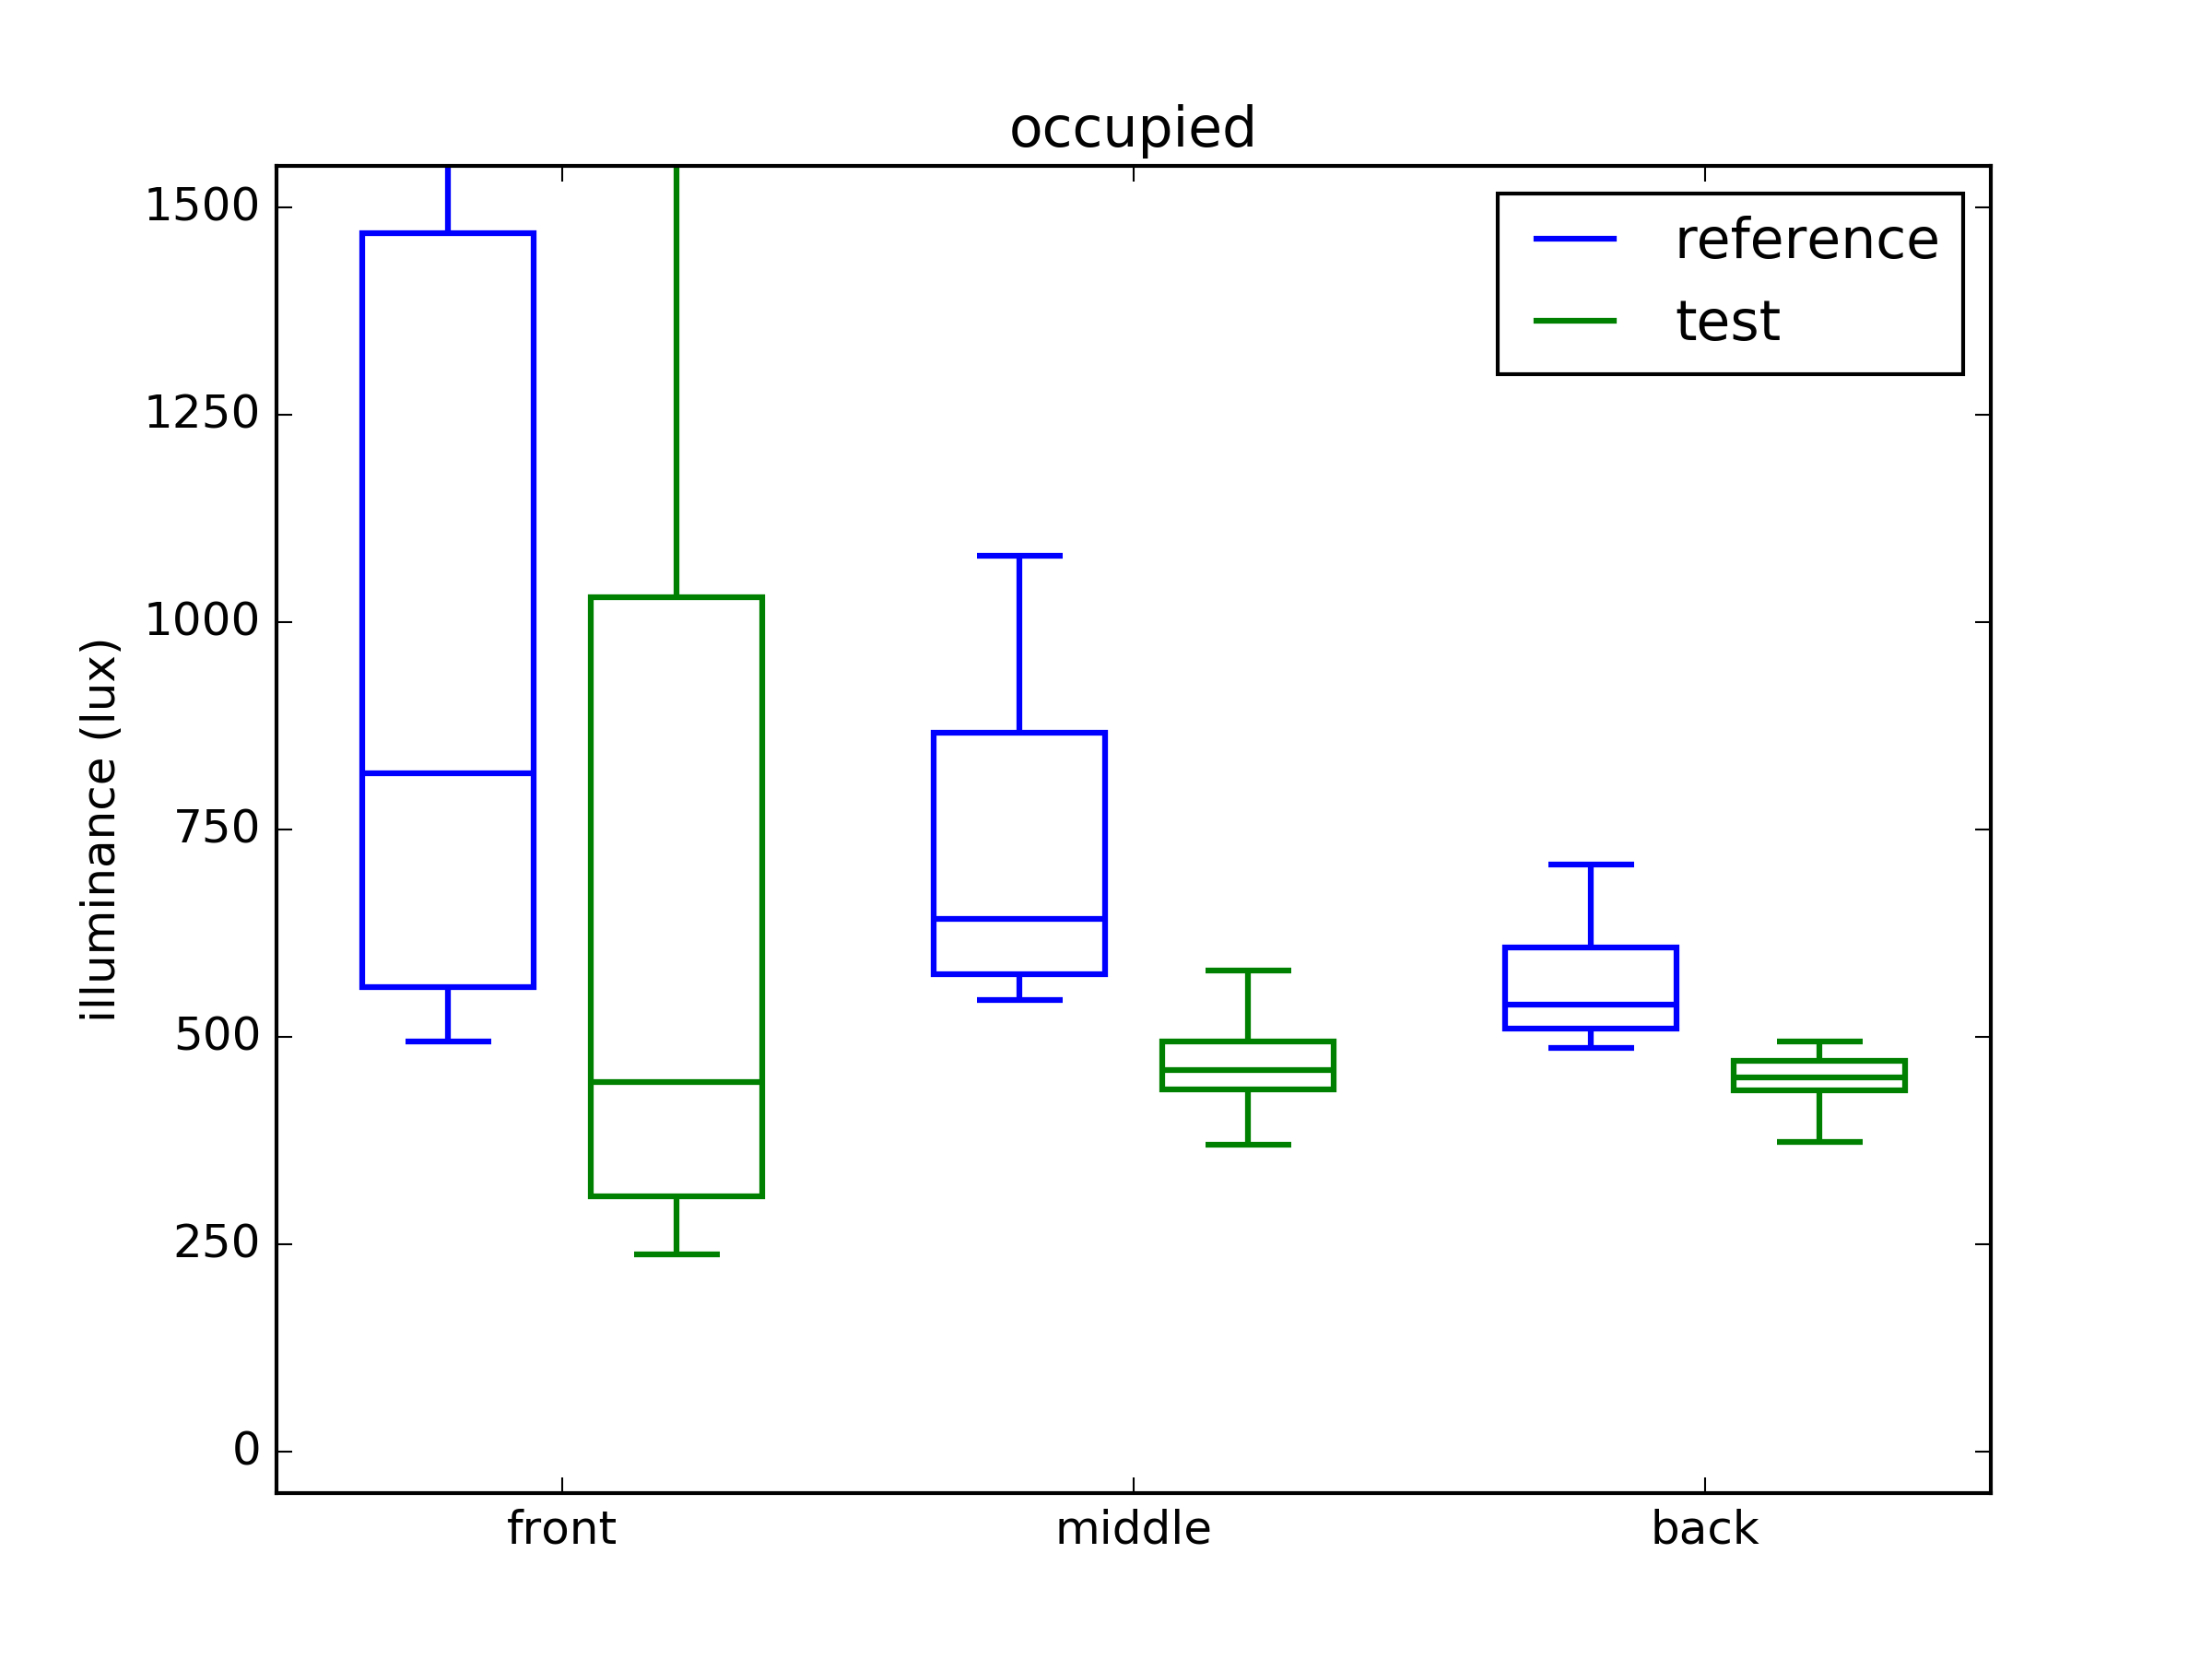 occupied
1500
1250
1000
750
500
250
0
illuminance (lux)
reference
test
front
middle
back